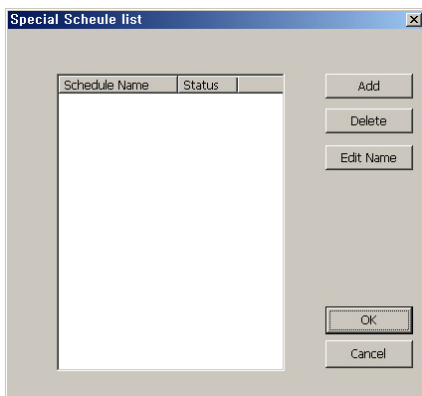 Special Scheule list
Schedule Name Status
Add
Delete
Edit Name
OK
Cancel